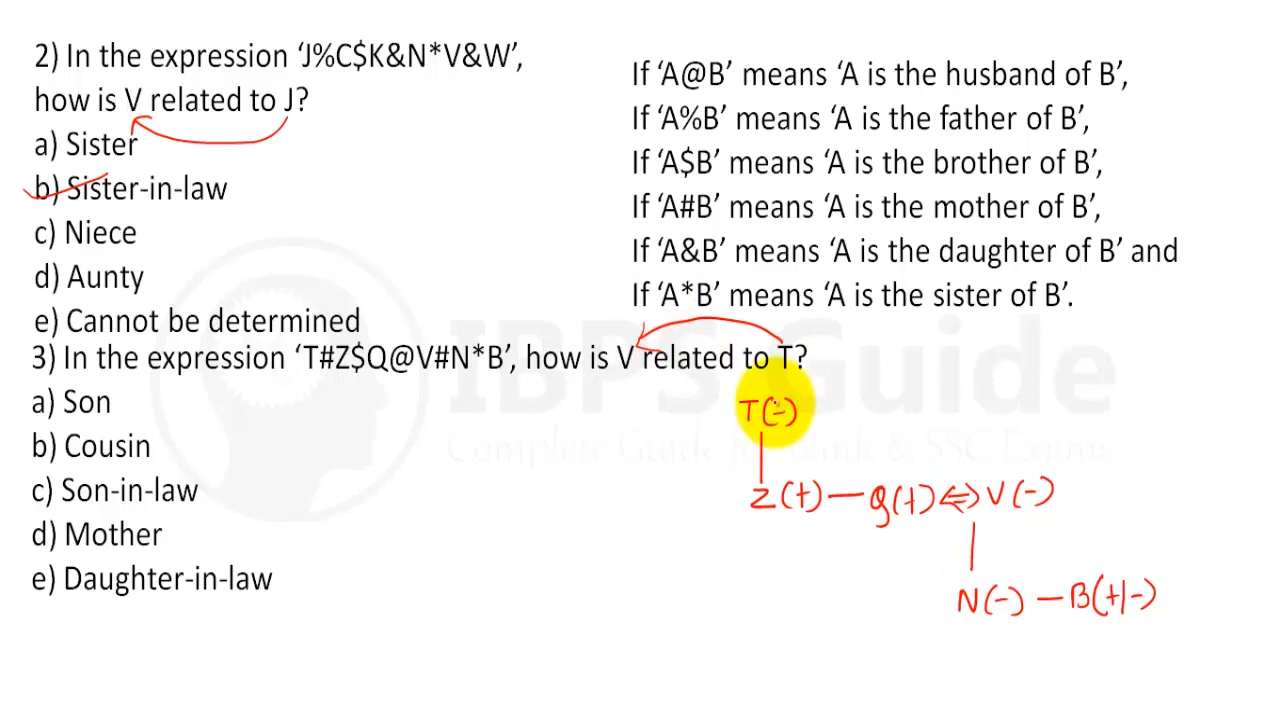 2) In the expression ‘J%C$K&N*V&W’,
how is V related to J?
a) Sister
b) Sister-in-law
c) Niece
d) Aunty
e) Cannot be determined
If ‘A@B’ means ‘A is the husband of B’,
If ‘A%B’ means ‘A is the father of B’,
If ‘A$B’ means ‘A is the brother of B’,
If ‘A#B’ means ‘A is the mother of B’,
If ‘A&B’ means ‘A is the daughter of B’ and
If ‘A*B’ means ‘A is the sister of B’.
3) In the expression ‘T#Z$Q@V#N*B’, how is V related to T?
a) Son
b) Cousin
c) Son-in-law
d) Mother
e) Daughter-in-law
T(-)
Z(+) — Q(+) ⇔ V(-)
N(-) — B(+/-)
IBPS Guide
Complete Guide for Bank & SSC Exams